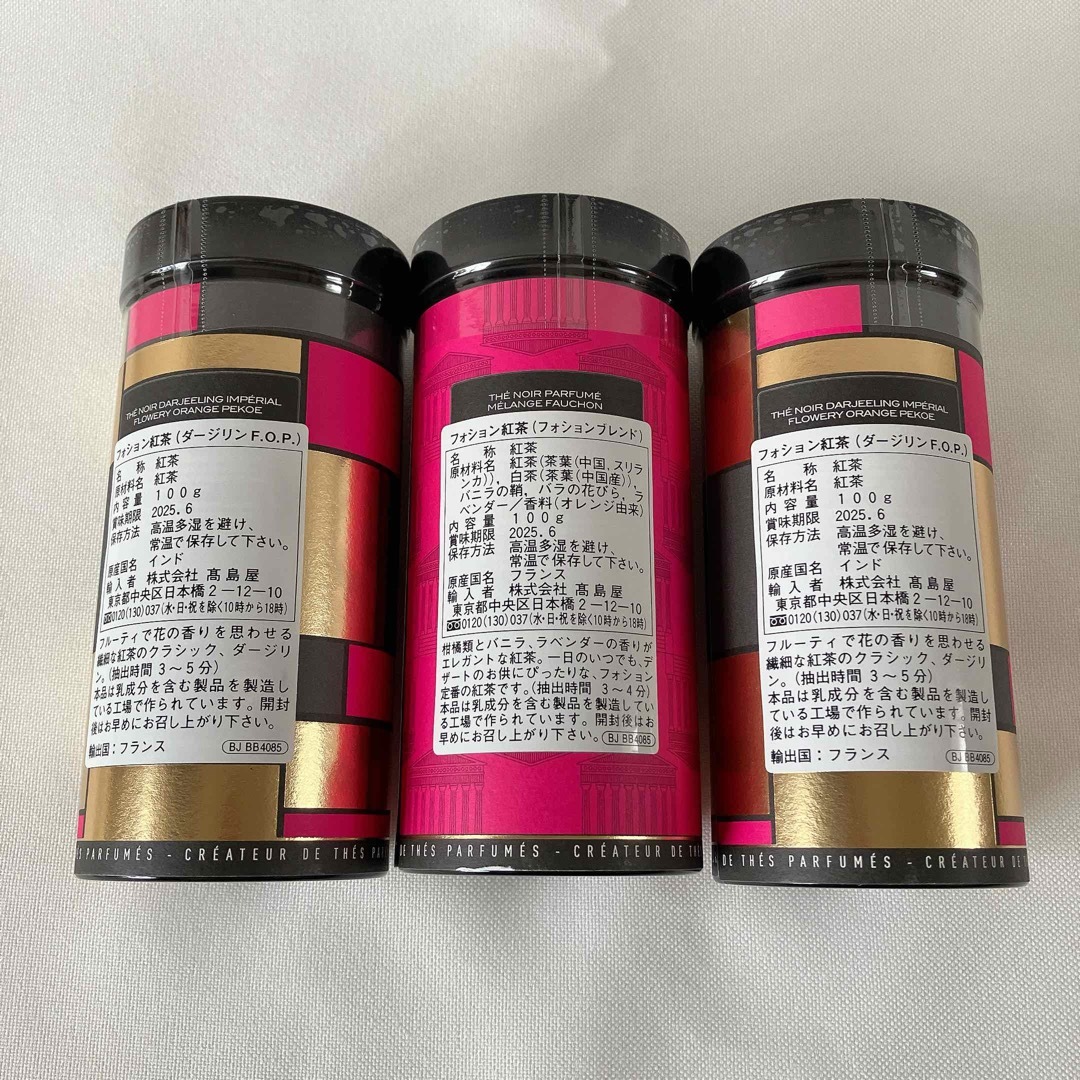 THÉ NOIR DARJEELING IMPÉRIAL
FLOWERY ORANGE PEKOE
フォション紅茶(ダージリンF.O.P.)
名称 紅茶
原材料名 紅茶
内容量 100g
賞味期限 2025.6
保存方法 高温多湿を避け、
常温で保存して下さい。
原産国名 インド
輸入者 株式会社 髙島屋
東京都中央区日本橋2-12-10
0120(130)037(水・日・祝を除く10時から18時)
フルーティで花の香りを思わせる
繊細な紅茶のクラシック、ダージリ
ン。(抽出時間 3～5分)
本品は乳成分を含む製品を製造し
ている工場で作られています。開封
後はお早めにお召し上がり下さい。
輸出国:フランス BJ BB4085
PARFUMÉS - CRÉATEUR DE THÉS
THÉ NOIR PARFUMÉ
MÉLANGE FAUCHON
フォション紅茶(フォションブレンド)
名称 紅茶
原材料名 紅茶(茶葉(中国、スリラ
ンカ))、白茶(茶葉(中国産))、
バニラの鞘、バラの花びら、ラ
ベンダー/香料(オレンジ由来)
内容量 100g
賞味期限 2025.6
保存方法 高温多湿を避け、
常温で保存して下さい。
原産国名 フランス
輸入者 株式会社 髙島屋
東京都中央区日本橋2-12-10
0120(130)037(水・日・祝を除く10時から18時)
柑橘類とバニラ、ラベンダーの香りが
エレガントな紅茶。一日のいつでも、デ
ザートのお供にぴったりな、フォション
定番の紅茶です。(抽出時間 3～4分)
本品は乳成分を含む製品を製造してい
る工場で作られています。開封後はお
早めにお召し上がり下さい。 BJ BB4085
DE THÉS PARFUMÉS - CRÉATEUR DE
THÉ NOIR DARJEELING IMPÉRIAL
FLOWERY ORANGE PEKOE
フォション紅茶(ダージリンF.O.P.)
名称 紅茶
原材料名 紅茶
内容量 100g
賞味期限 2025.6
保存方法 高温多湿を避け、
常温で保存して下さい。
原産国名 インド
輸入者 株式会社 髙島屋
東京都中央区日本橋2-12-10
0120(130)037(水・日・祝を除く10時から18時)
フルーティで花の香りを思わせる
繊細な紅茶のクラシック、ダージリ
ン。(抽出時間 3～5分)
本品は乳成分を含む製品を製造し
ている工場で作られています。開封
後はお早めにお召し上がり下さい。
輸出国:フランス BJ BB4085
DE THÉS PARFUMÉS - CRÉATEUR DE